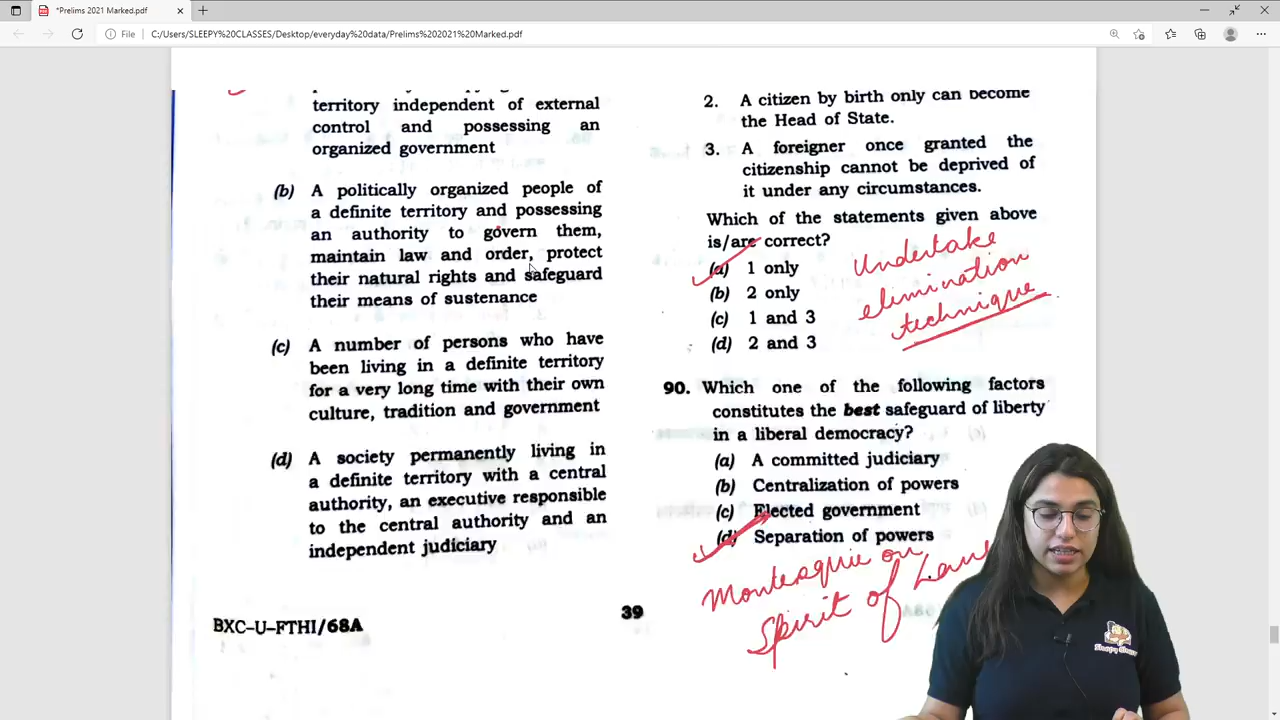 *Prelims 2021 Marked.pdf
File
C:/Users/SLEEPY%20CLASSES/Desktop/everyday%20data/Prelims%202021%20Marked.pdf
territory independent of external
control and possessing an
organized government
(b) A politically organized people of
a definite territory and possessing
an authority to govern them,
maintain law and order, protect
their natural rights and safeguard
their means of sustenance
(c) A number of persons who have
been living in a definite territory
for a very long time with their own
culture, tradition and government
(d) A society permanently living in
a definite territory with a central
authority, an executive responsible
to the central authority and an
independent judiciary
BXC-U-FTHI/68A
39
2. A citizen by birth only can become
the Head of State.
3. A foreigner once granted the
citizenship cannot be deprived of
it under any circumstances.
Which of the statements given above
is/are correct?
(a) 1 only
(b) 2 only
(c) 1 and 3
(d) 2 and 3
Undertake
elimination
technique
90. Which one of the following factors
constitutes the best safeguard of liberty
in a liberal democracy?
(a) A committed judiciary
(b) Centralization of powers
(c) Elected government
(d) Separation of powers
Montesquie on
Spirit of Laws
Sleepy Classes